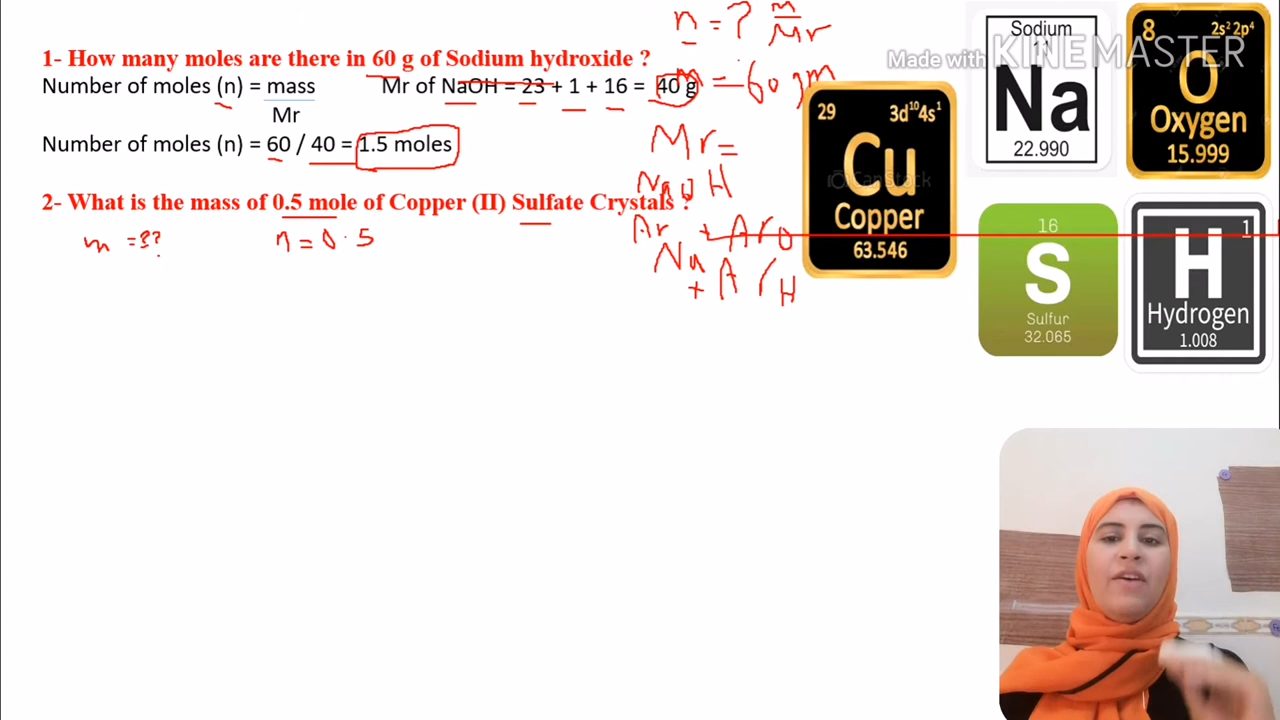 1- How many moles are there in 60 g of Sodium hydroxide ?
Number of moles (n) = mass
Mr
Mr of NaOH = 23 + 1 + 16 = 40 g
Number of moles (n) = 60 / 40 = 1.5 moles
2- What is the mass of 0.5 mole of Copper (II) Sulfate Crystals ?
m = ??
n = 0.5
n = ? m
Mr
m = 60 gm
Mr =
NaOH
Ar + Ar O
Na
+ Ar H
Made with KINEMASTER
29 3d¹⁰4s¹
Cu
CanStock
Copper
63.546
Sodium
11
Na
22.990
8 2s² 2p⁴
O
Oxygen
15.999
16
S
Sulfur
32.065
1
H
Hydrogen
1.008